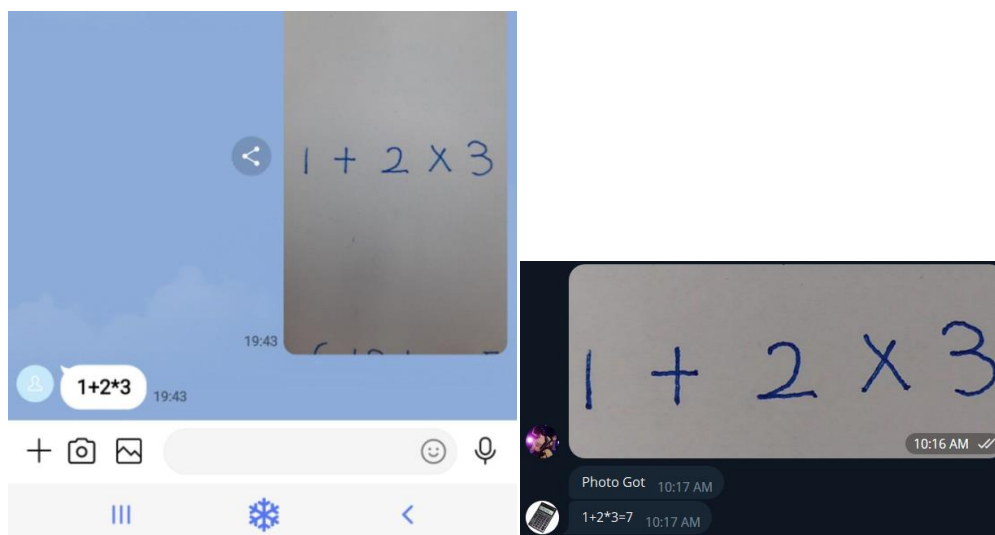 1 + 2 × 3
19:43
1+2*3 19:43
1 + 2 × 3
10:16 AM
Photo Got 10:17 AM
1+2*3=7 10:17 AM